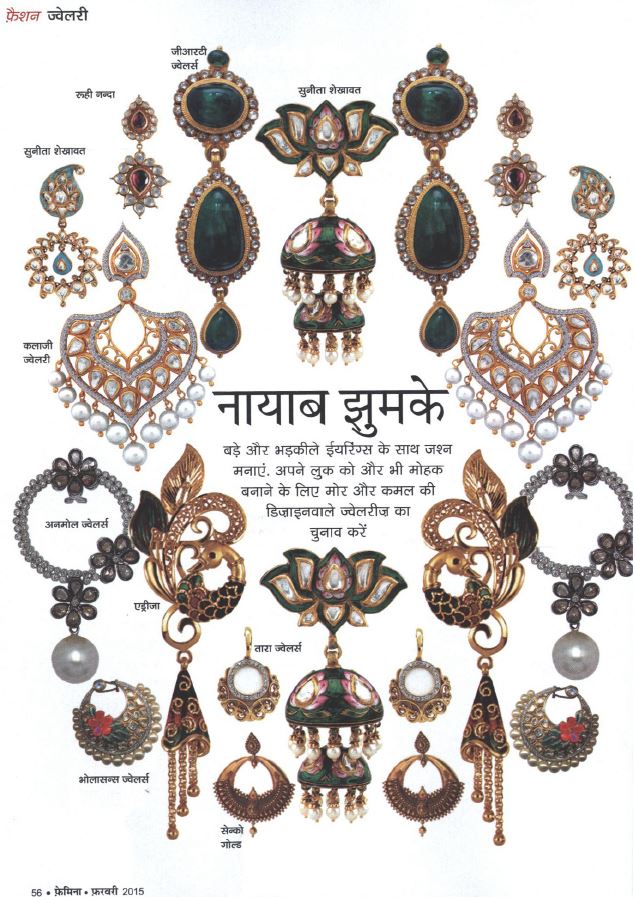 फ़ैशन ज्वेलरी
जीआरटी
ज्वेलर्स
रूही नन्दा
सुनीता शेखावत
सुनीता शेखावत
कलाजी
ज्वेलरी
नायाब झुमके
बड़े और भड़कीले ईयरिंग्स के साथ जश्न
मनाएं. अपने लुक को और भी मोहक
बनाने के लिए मोर और कमल की
डिज़ाइनवाले ज्वेलरीज़ का
चुनाव करें
अनमोल ज्वेलर्स
एड्रीजा
तारा ज्वेलर्स
भोलासन्स ज्वेलर्स
सेन्को
गोल्ड
56 • फ़ेमिना • फ़रवरी 2015